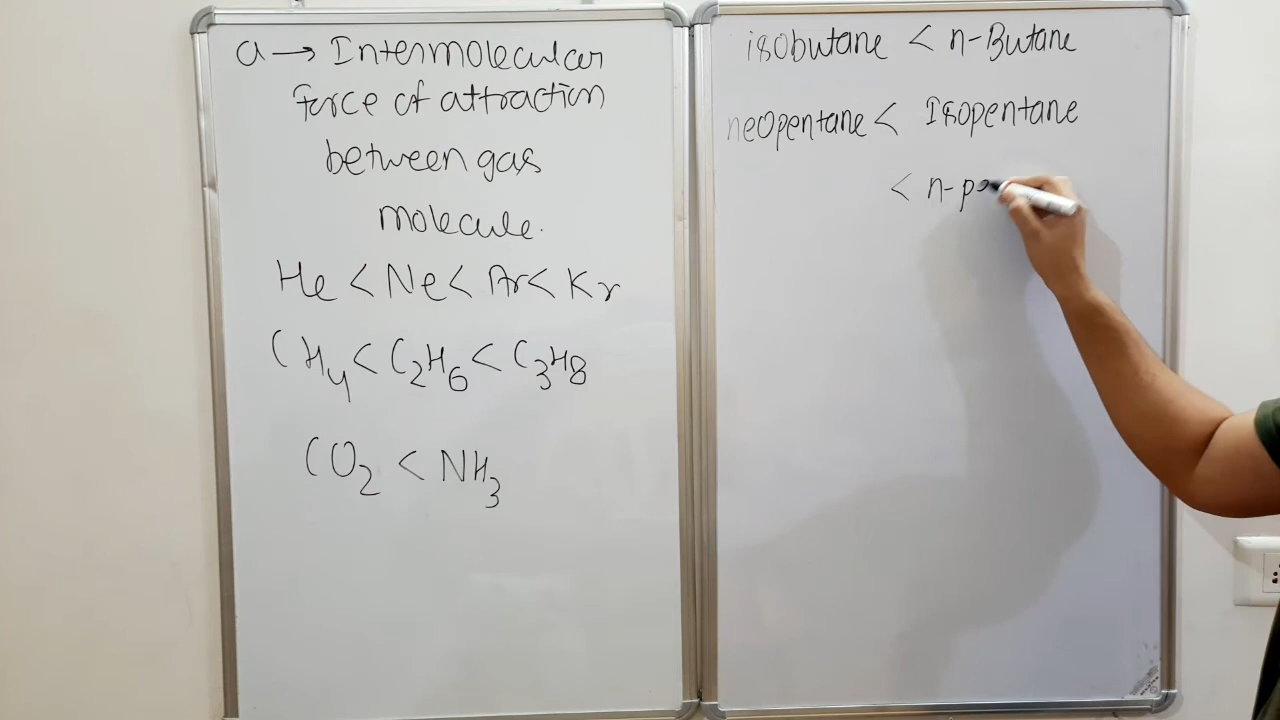 a → Intermolecular
force of attraction
between gas
molecule.
He < Ne < Ar < Kr
CH4 < C2H6 < C3H8
CO2 < NH3
isobutane < n-Butane
neopentane < Isopentane
< n-pe